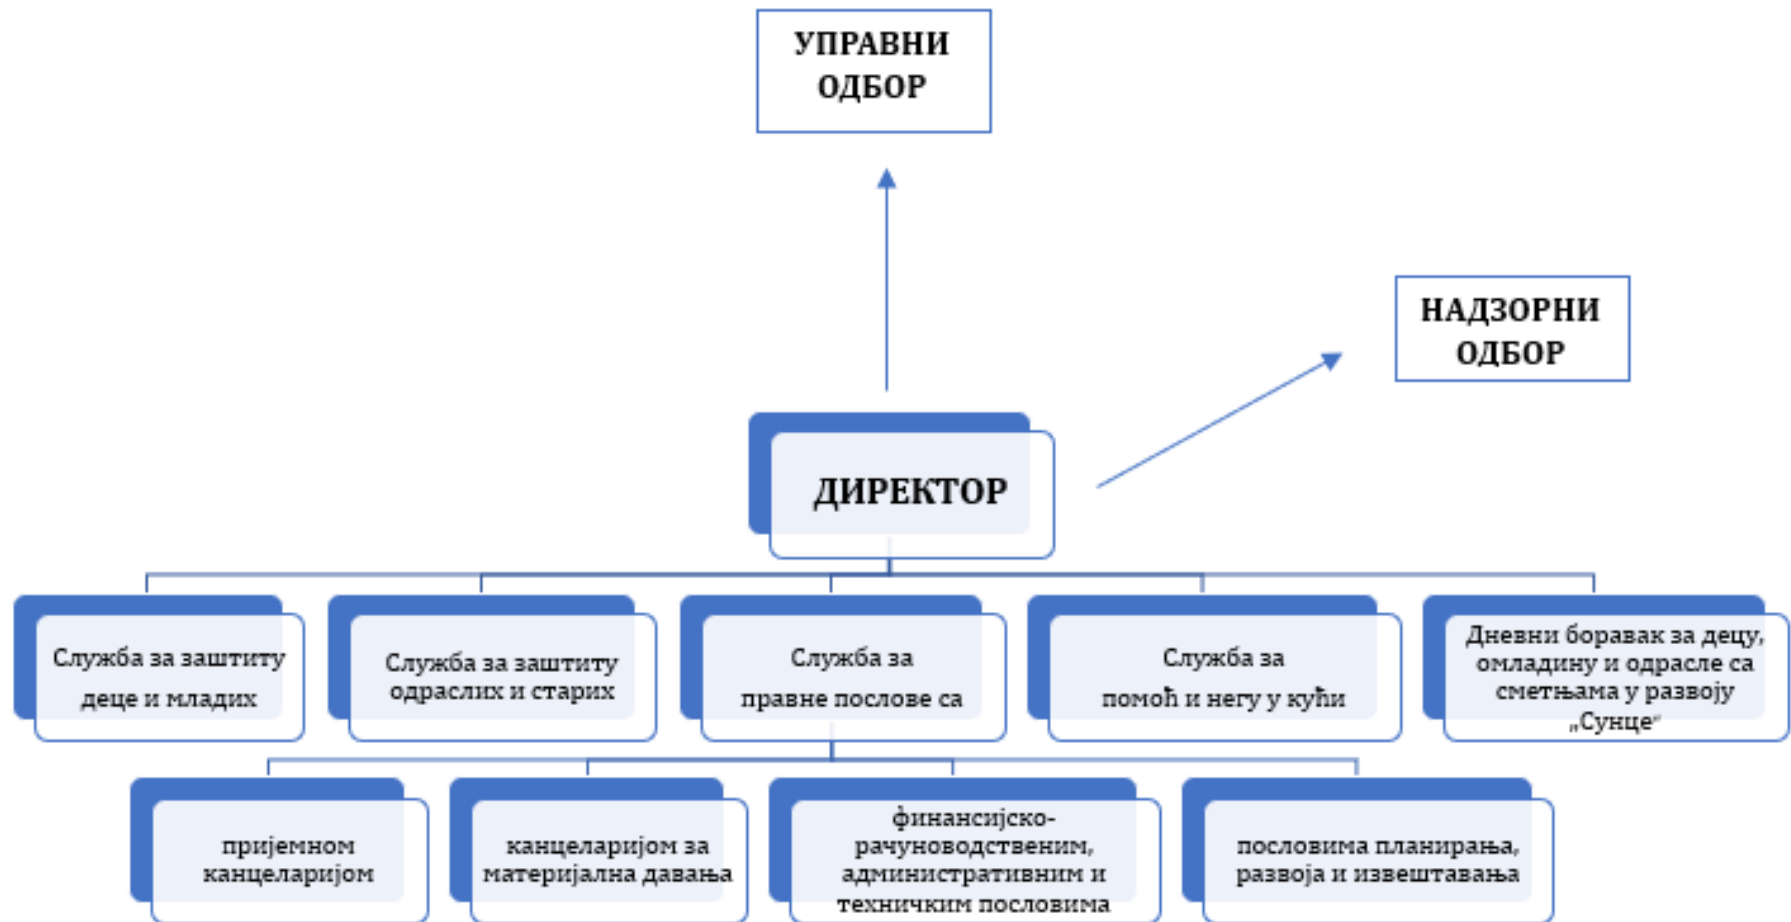 УПРАВНИ
ОДБОР
НАДЗОРНИ
ОДБОР
ДИРЕКТОР
Служба за заштиту
деце и младих
Служба за заштиту
одраслих и старих
Служба за
правне послове са
Служба за
помоћ и негу у кући
Дневни боравак за децу,
омладину и одрасле са
сметњама у развоју
„Сунце“
пријемном
канцеларијом
канцеларијом за
материјална давања
финансијско-
рачуноводственим,
административним и
техничким пословима
пословима планирања,
развоја и извештавања